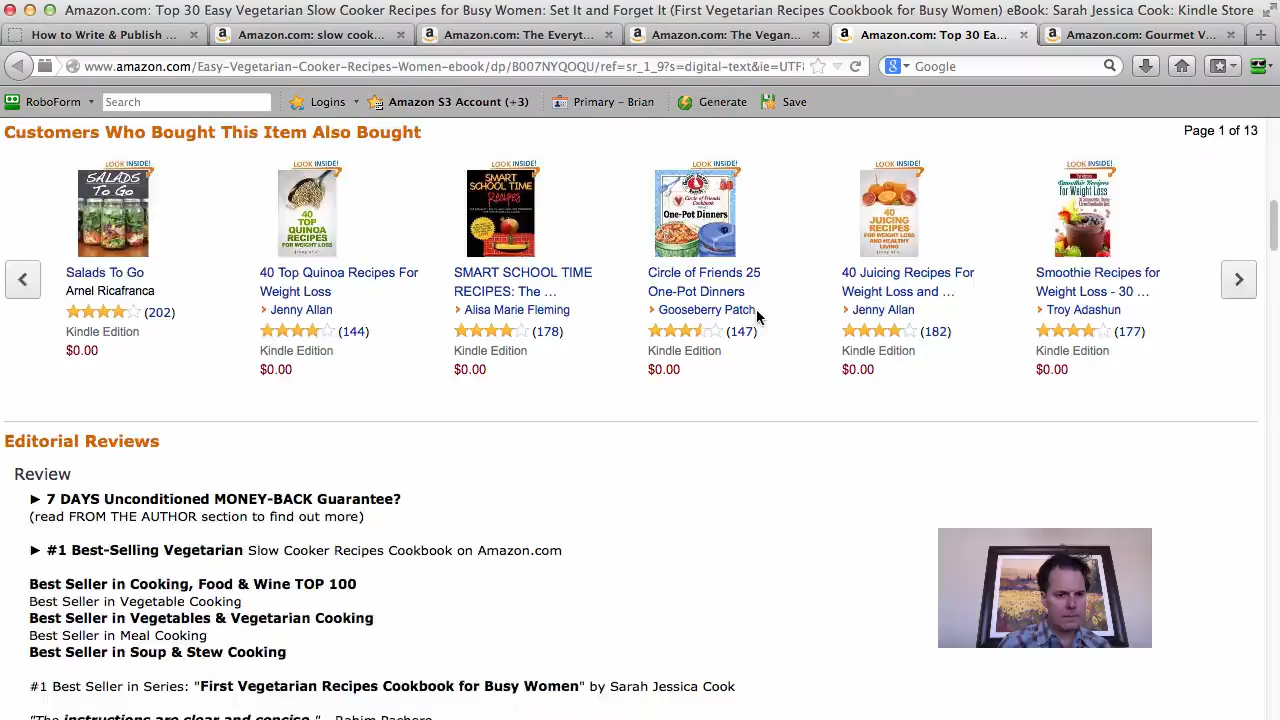 Amazon.com: Top 30 Easy Vegetarian Slow Cooker Recipes for Busy Women: Set It and Forget It (First Vegetarian Recipes Cookbook for Busy Women) eBook: Sarah Jessica Cook: Kindle Store
How to Write & Publish ... Amazon.com: slow cook... Amazon.com: The Everyt... Amazon.com: The Vegan... Amazon.com: Top 30 Ea... Amazon.com: Gourmet V...
www.amazon.com/Easy-Vegetarian-Cooker-Recipes-Women-ebook/dp/B007NYQOQU/ref=sr_1_9?s=digital-text&ie=UTF Google
RoboForm Search Logins Amazon S3 Account (+3) Primary - Brian Generate Save
Customers Who Bought This Item Also Bought Page 1 of 13
LOOK INSIDE! LOOK INSIDE! LOOK INSIDE! LOOK INSIDE! LOOK INSIDE! LOOK INSIDE!
SALADS To Go
40 TOP QUINOA RECIPES FOR WEIGHT LOSS
SMART SCHOOL TIME Recipes
Circle of Friends Cookbook One-Pot Dinners
40 JUICING RECIPES FOR WEIGHT LOSS AND HEALTHY LIVING
Smoothie Recipes for Weight Loss
Salads To Go 40 Top Quinoa Recipes For SMART SCHOOL TIME Circle of Friends 25 40 Juicing Recipes For Smoothie Recipes for
Arnel Ricafranca Weight Loss RECIPES: The ... One-Pot Dinners Weight Loss and ... Weight Loss - 30 ...
(202) Jenny Allan Alisa Marie Fleming Gooseberry Patch Jenny Allan Troy Adashun
Kindle Edition (144) (178) (147) (182) (177)
$0.00 Kindle Edition Kindle Edition Kindle Edition Kindle Edition Kindle Edition
$0.00 $0.00 $0.00 $0.00 $0.00
Editorial Reviews
Review
► 7 DAYS Unconditioned MONEY-BACK Guarantee?
(read FROM THE AUTHOR section to find out more)
► #1 Best-Selling Vegetarian Slow Cooker Recipes Cookbook on Amazon.com
Best Seller in Cooking, Food & Wine TOP 100
Best Seller in Vegetable Cooking
Best Seller in Vegetables & Vegetarian Cooking
Best Seller in Meal Cooking
Best Seller in Soup & Stew Cooking
#1 Best Seller in Series: "First Vegetarian Recipes Cookbook for Busy Women" by Sarah Jessica Cook
"The instructions are clear and concise."